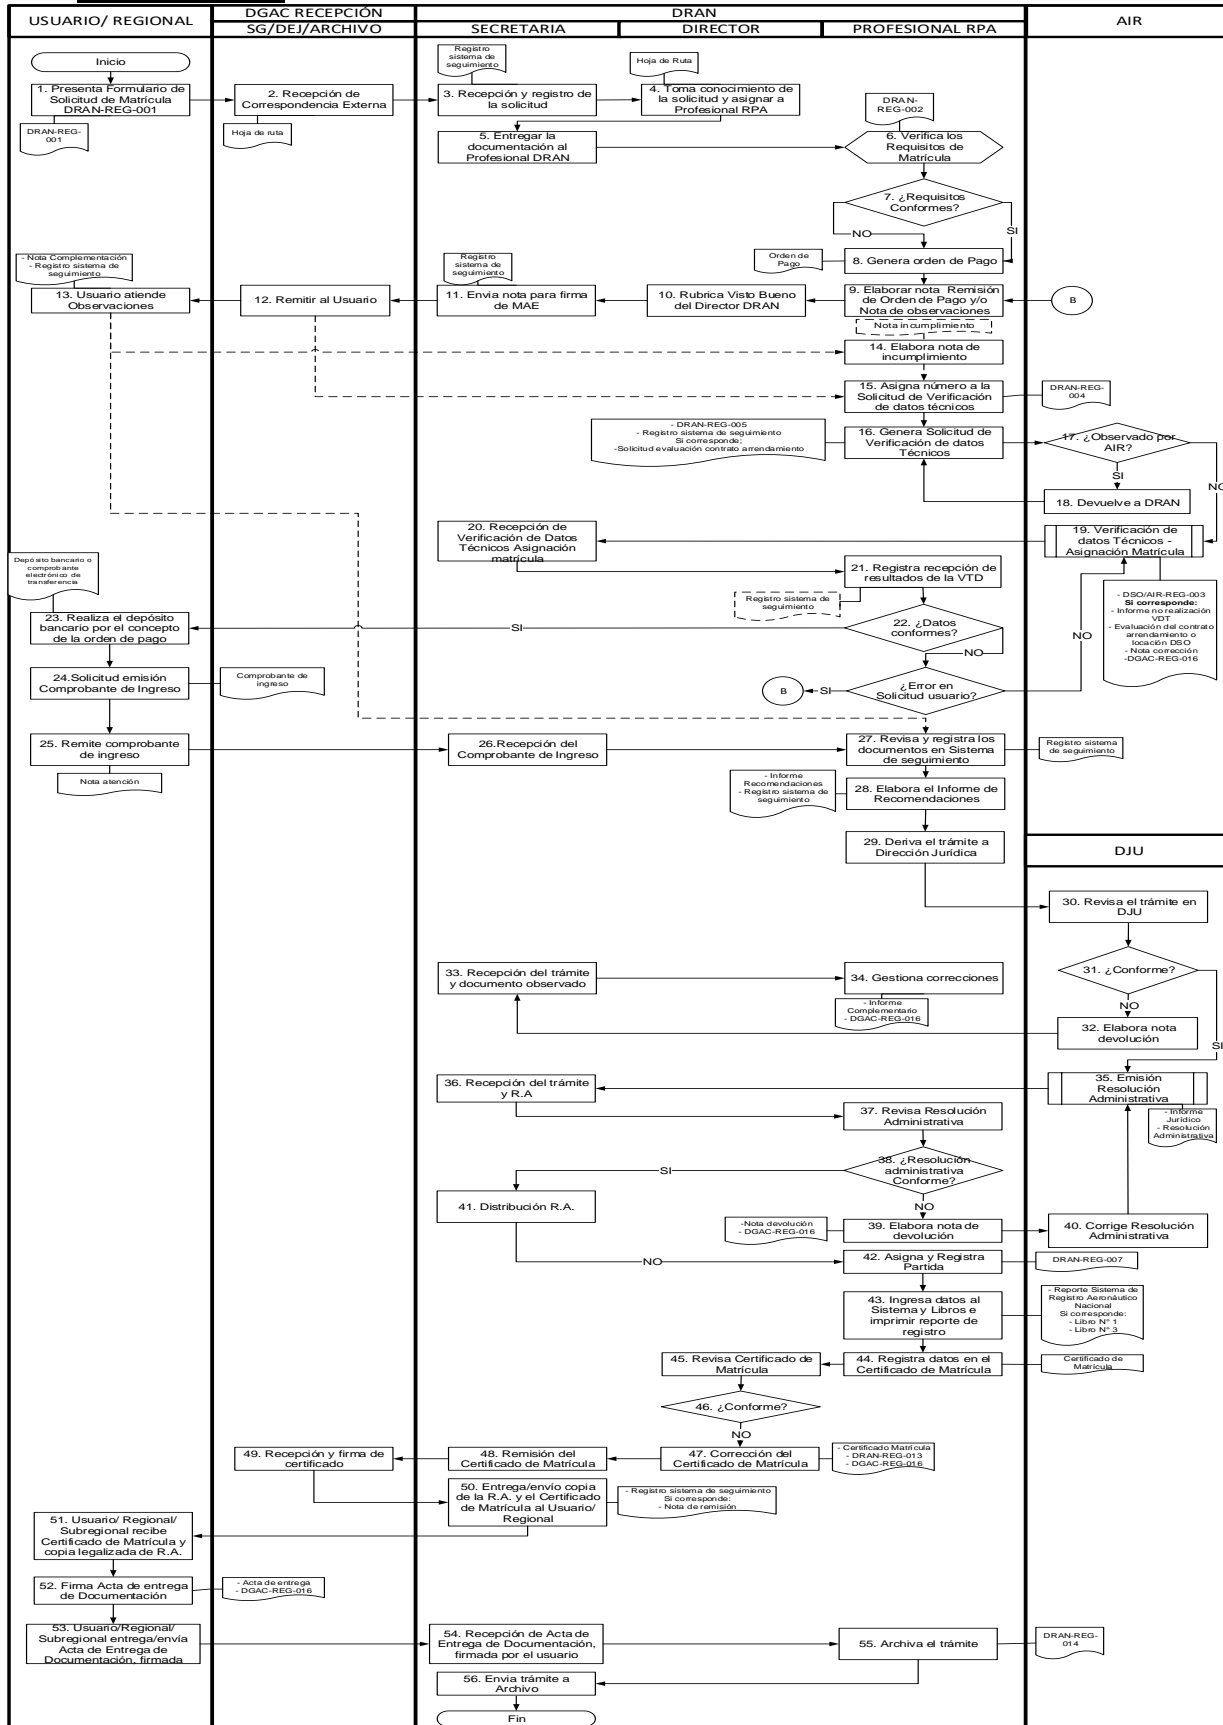 USUARIO/ REGIONAL
DGAC RECEPCIÓN
SG/DEJ/ARCHIVO
DRAN
SECRETARIA
DIRECTOR
PROFESIONAL RPA
AIR
Inicio
1. Presenta Formulario de
Solicitud de Matrícula
DRAN-REG-001
DRAN-REG-
001
2. Recepción de
Correspondencia Externa
Hoja de ruta
Registro
sistema de
seguimiento
3. Recepción y registro de
la solicitud
Hoja de Ruta
4. Toma conocimiento de
la solicitud y asignar a
Profesional RPA
5. Entregar la
documentación al
Profesional DRAN
DRAN-
REG-002
6. Verifica los
Requisitos de
Matrícula
7. ¿Requisitos
Conformes?
NO
SI
Orden de
Pago
8. Genera orden de Pago
- Nota Complementación
- Registro sistema de
seguimiento
13. Usuario atiende
Observaciones
12. Remitir al Usuario
Registro
sistema de
seguimiento
11. Envia nota para firma
de MAE
10. Rubrica Visto Bueno
del Director DRAN
9. Elaborar nota Remisión
de Orden de Pago y/o
Nota de observaciones
B
Nota incumplimiento
14. Elabora nota de
incumplimiento
15. Asigna número a la
Solicitud de Verificación
de datos técnicos
DRAN-REG-
004
- DRAN-REG-005
- Registro sistema de seguimiento
Si corresponde;
-Solicitud evaluación contrato arrendamiento
16. Genera Solicitud de
Verificación de datos
Técnicos
17. ¿Observado por
AIR?
SI
NO
18. Devuelve a DRAN
20. Recepción de
Verificación de Datos
Técnicos Asignación
matrícula
19. Verificación de
datos Técnicos -
Asignación Matrícula
21. Registra recepción de
resultados de la VTD
Registro sistema de
seguimiento
- DSO/AIR-REG-003
Si corresponde:
- Informe no realización
VDT
- Evaluación del contrato
arrendamiento o
locación DSO
- Nota corrección
-DGAC-REG-016
Depósito bancario o
comprobante
electrónico de
transferencia
23. Realiza el depósito
bancario por el concepto
de la orden de pago
SI
22. ¿Datos
conformes?
NO
NO
24.Solicitud emisión
Comprobante de Ingreso
Comprobante de
ingreso
B
SI
¿Error en
Solicitud usuario?
25. Remite comprobante
de ingreso
Nota atención
26.Recepción del
Comprobante de Ingreso
27. Revisa y registra los
documentos en Sistema
de seguimiento
Registro sistema
de seguimiento
- Informe
Recomendaciones
- Registro sistema de
seguimiento
28. Elabora el Informe de
Recomendaciones
29. Deriva el trámite a
Dirección Jurídica
DJU
30. Revisa el trámite en
DJU
31. ¿Conforme?
NO
SI
33. Recepción del trámite
y documento observado
34. Gestiona correcciones
- Informe
Complementario
- DGAC-REG-016
32. Elabora nota
devolución
36. Recepción del trámite
y R.A
35. Emisión
Resolución
Administrativa
- Informe
Jurídico
- Resolución
Administrativa
37. Revisa Resolución
Administrativa
38. ¿Resolución
administrativa
Conforme?
SI
NO
41. Distribución R.A.
-Nota devolución
- DGAC-REG-016
39. Elabora nota de
devolución
40. Corrige Resolución
Administrativa
NO
42. Asigna y Registra
Partida
DRAN-REG-007
43. Ingresa datos al
Sistema y Libros e
imprimir reporte de
registro
- Reporte Sistema de
Registro Aeronáutico
Nacional
Si corresponde:
- Libro N° 1
- Libro N° 3
45. Revisa Certificado de
Matrícula
44. Registra datos en el
Certificado de Matrícula
Certificado de
Matrícula
46. ¿Conforme?
NO
49. Recepción y firma de
certificado
48. Remisión del
Certificado de Matrícula
47. Corrección del
Certificado de Matrícula
- Certificado Matrícula
- DRAN-REG-013
- DGAC-REG-016
50. Entrega/envío copia
de la R.A. y el Certificado
de Matrícula al Usuario/
Regional
- Registro sistema de seguimiento
Si corresponde:
- Nota de remisión
51. Usuario/ Regional/
Subregional recibe
Certificado de Matrícula y
copia legalizada de R.A.
52. Firma Acta de entrega
de Documentación
- Acta de entrega
- DGAC-REG-016
53. Usuario/Regional/
Subregional entrega/envía
Acta de Entrega de
Documentación, firmada
54. Recepción de Acta de
Entrega de Documentación,
firmada por el usuario
55. Archiva el trámite
DRAN-REG-
014
56. Envia trámite a
Archivo
Fin